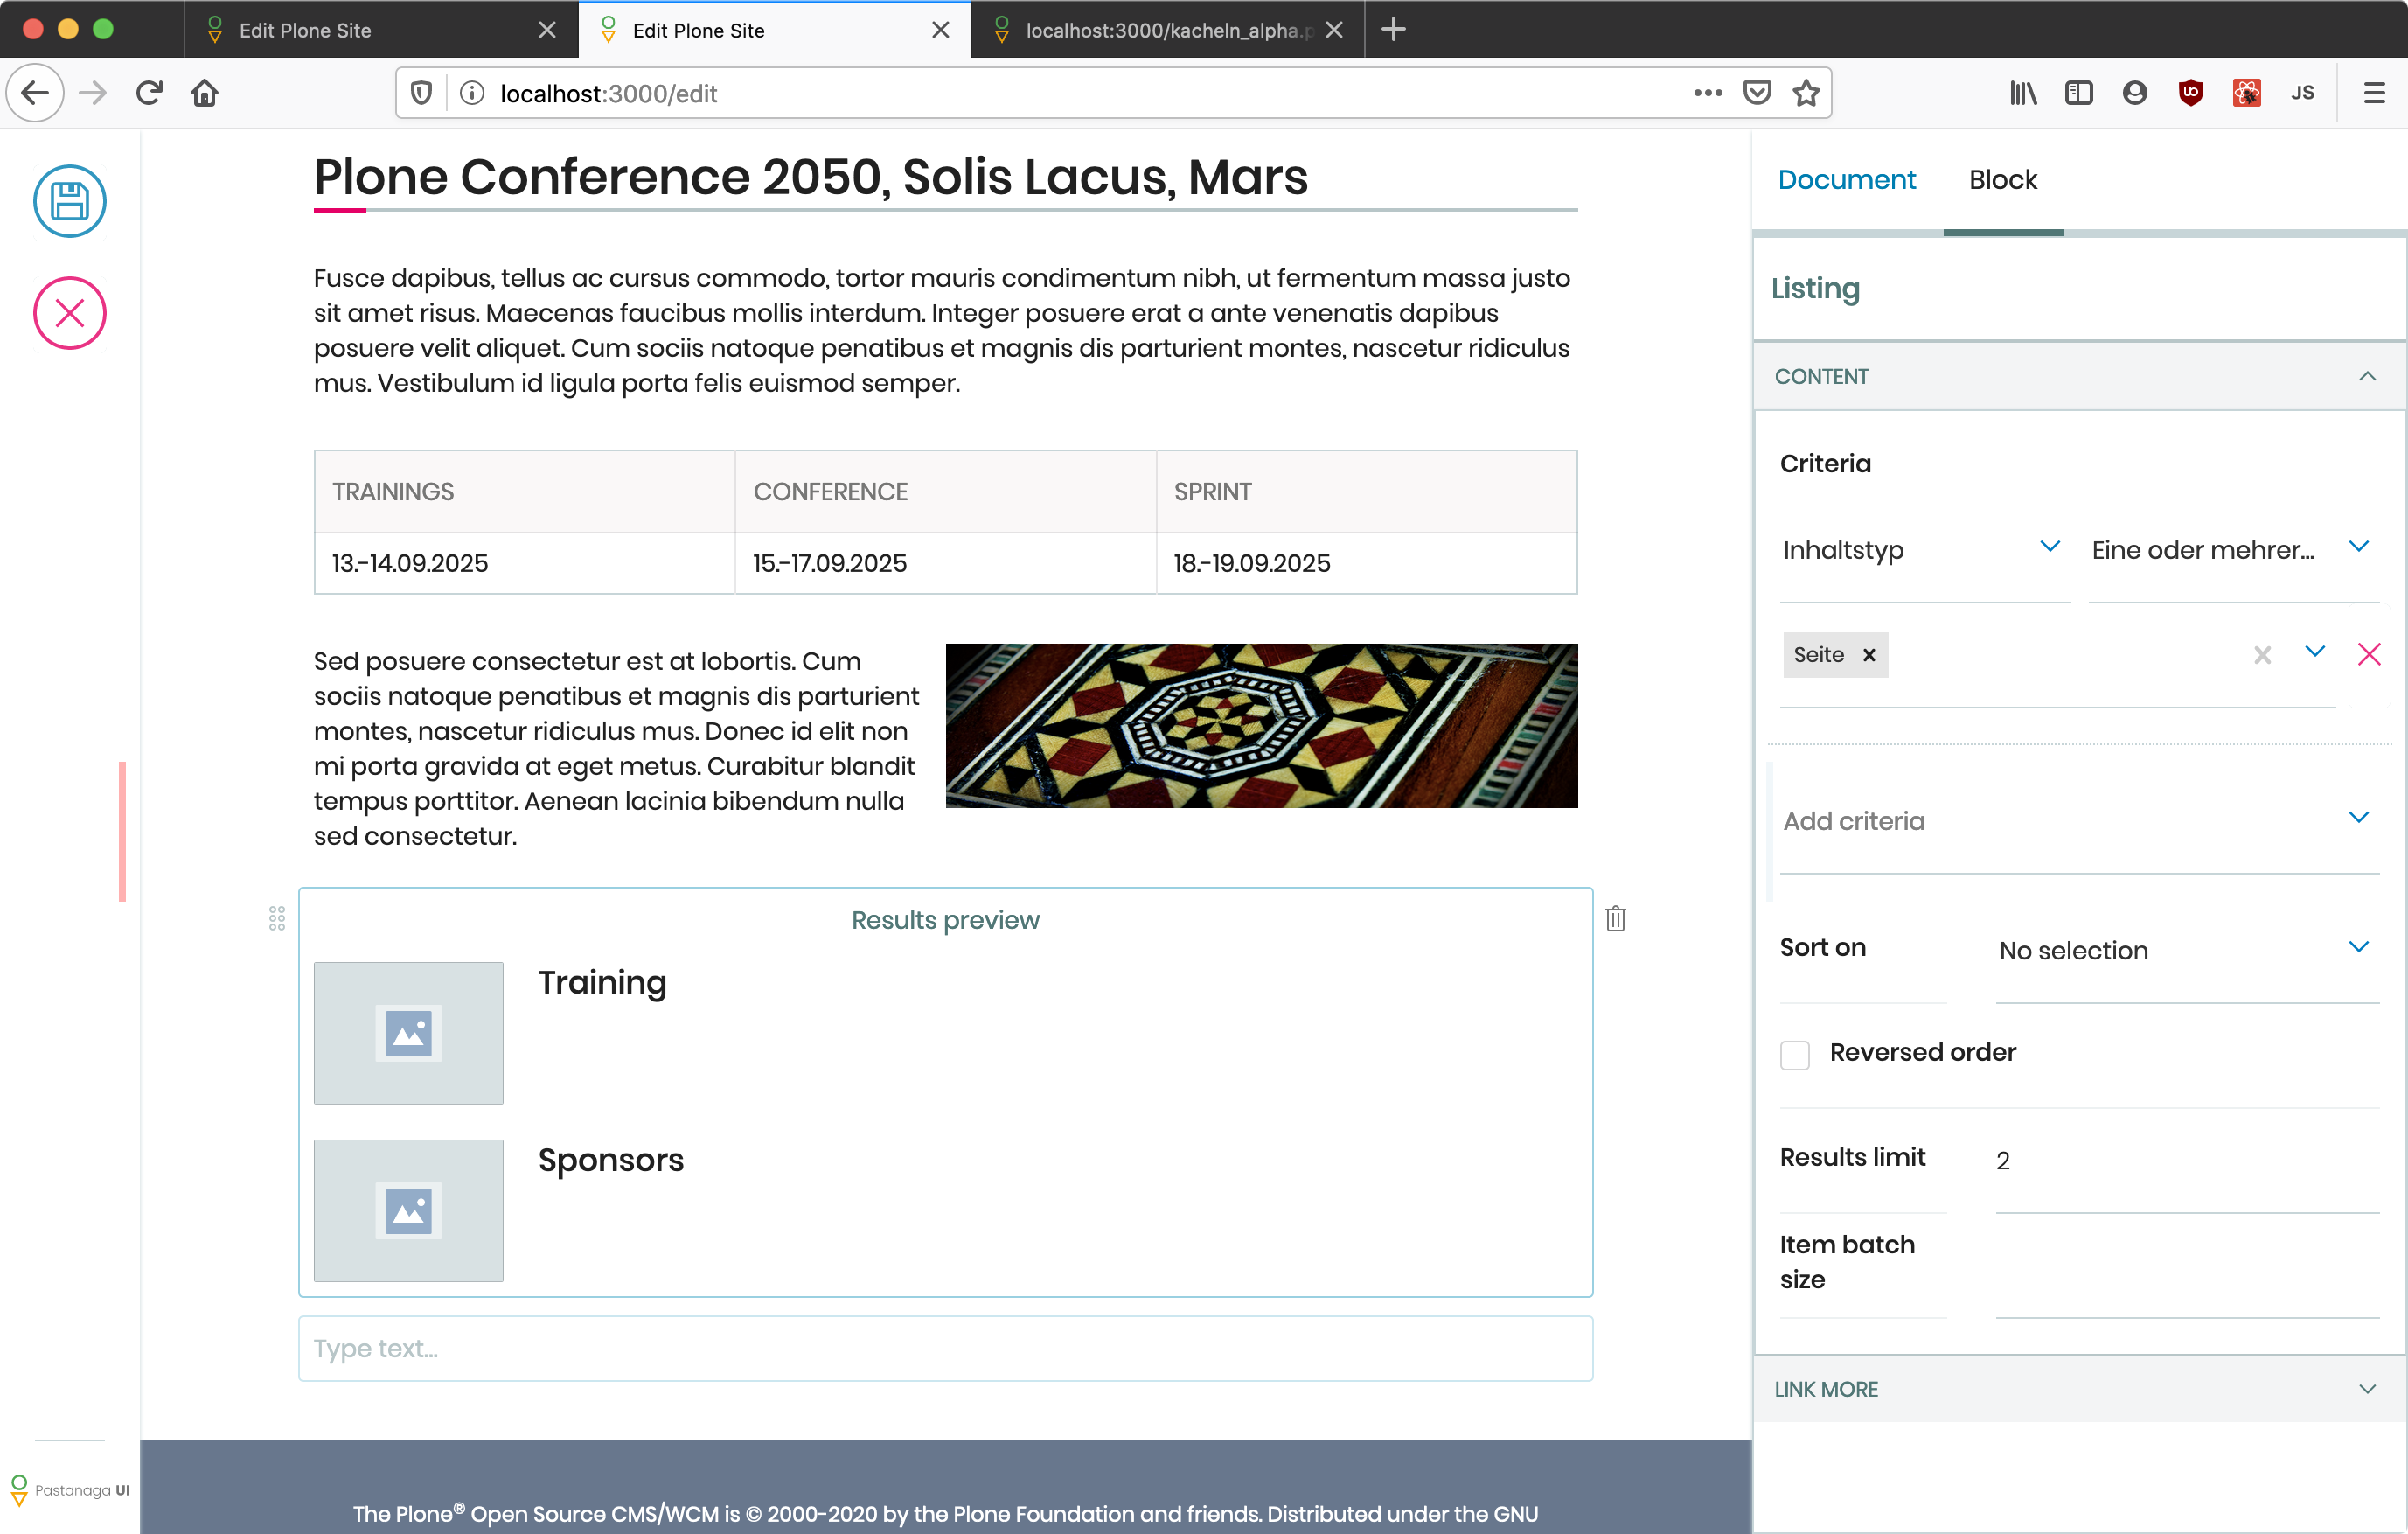 Edit Plone Site
Edit Plone Site
localhost:3000/kacheln_alpha.p
localhost:3000/edit
JS
Plone Conference 2050, Solis Lacus, Mars
Fusce dapibus, tellus ac cursus commodo, tortor mauris condimentum nibh, ut fermentum massa justo
sit amet risus. Maecenas faucibus mollis interdum. Integer posuere erat a ante venenatis dapibus
posuere velit aliquet. Cum sociis natoque penatibus et magnis dis parturient montes, nascetur ridiculus
mus. Vestibulum id ligula porta felis euismod semper.
TRAININGS CONFERENCE SPRINT
13.-14.09.2025 15.-17.09.2025 18.-19.09.2025
Sed posuere consectetur est at lobortis. Cum
sociis natoque penatibus et magnis dis parturient
montes, nascetur ridiculus mus. Donec id elit non
mi porta gravida at eget metus. Curabitur blandit
tempus porttitor. Aenean lacinia bibendum nulla
sed consectetur.
Results preview
Training
Sponsors
Type text...
Pastanaga UI
The Plone® Open Source CMS/WCM is © 2000-2020 by the Plone Foundation and friends. Distributed under the GNU
Document Block
Listing
CONTENT
Criteria
Inhaltstyp Eine oder mehrer...
Seite
Add criteria
Sort on No selection
Reversed order
Results limit 2
Item batch
size
LINK MORE